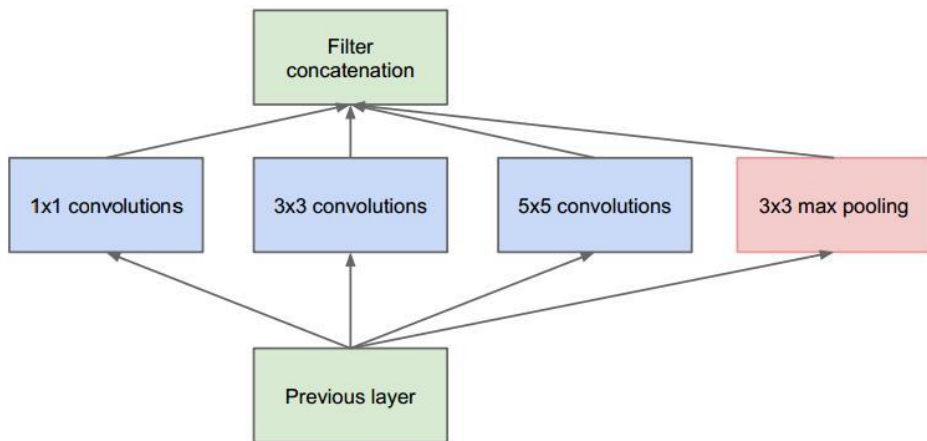 Filter
concatenation
1x1 convolutions
3x3 convolutions
5x5 convolutions
3x3 max pooling
Previous layer